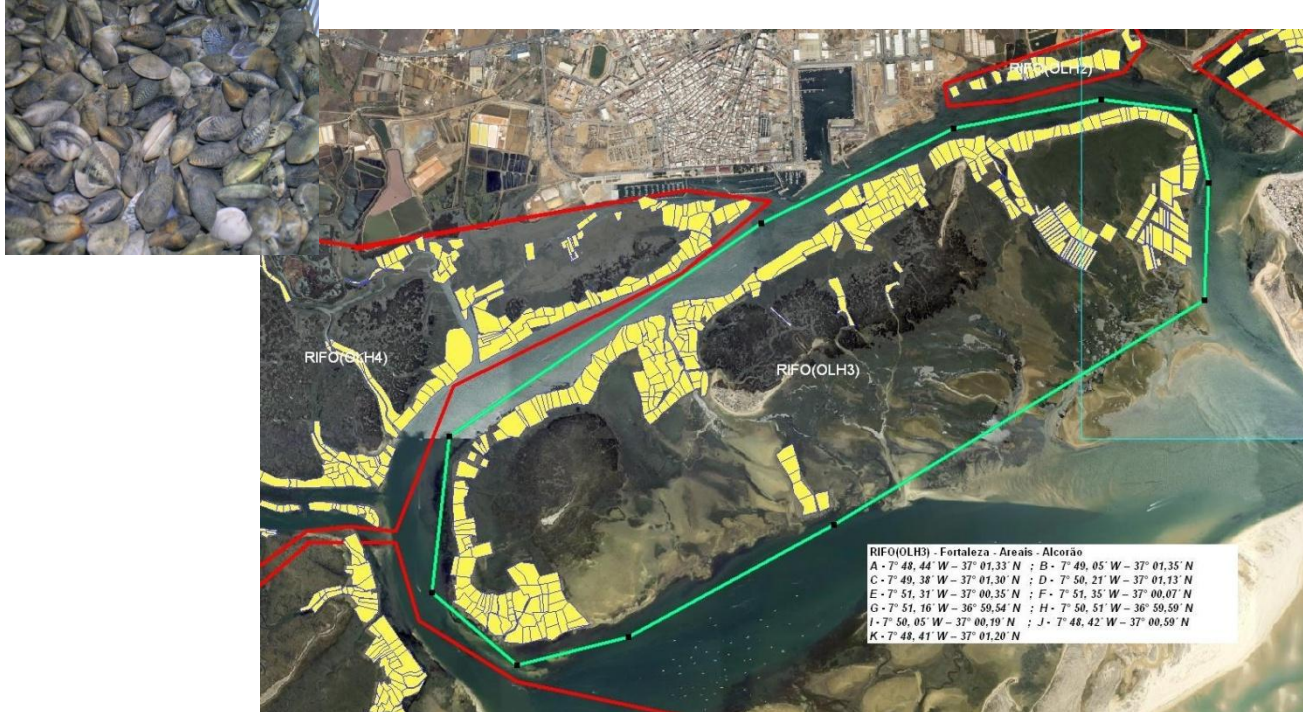 RIFO(OLH2)
RIFO(OLH4)
RIFO(OLH3)
RIFO(OLH3) - Fortaleza - Areais - Alcorão
A - 7° 48, 44´ W – 37° 01,33´ N ; B - 7° 49, 05´ W – 37° 01,35´ N
C - 7° 49, 38´ W – 37° 01,30´ N ; D - 7° 50, 21´ W – 37° 01,13´ N
E - 7° 51, 31´ W – 37° 00,35´ N ; F - 7° 51, 35´ W – 37° 00,07´ N
G - 7° 51, 16´ W – 36° 59,54´ N ; H - 7° 50, 51´ W – 36° 59,59´ N
I - 7° 50, 05´ W – 37° 00,19´ N ; J - 7° 48, 42´ W – 37° 00,59´ N
K - 7° 48, 41´ W – 37° 01,20´ N